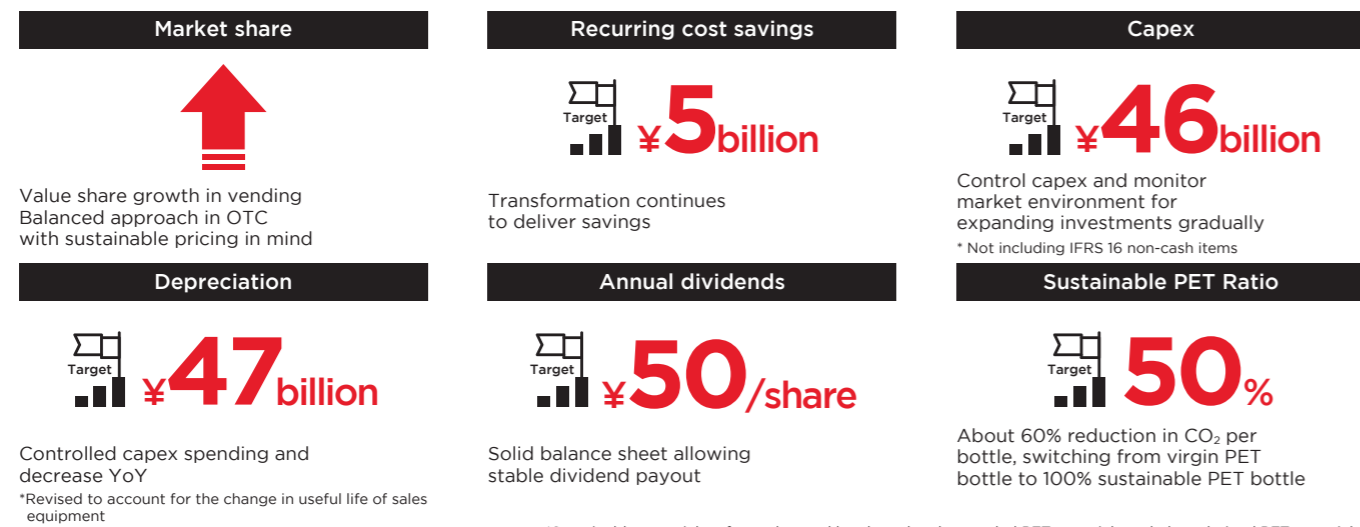 Market share
Value share growth in vending
Balanced approach in OTC
with sustainable pricing in mind
Recurring cost savings
Target
¥5billion
Transformation continues
to deliver savings
Capex
Target
¥46billion
Control capex and monitor
market environment for
expanding investments gradually
* Not including IFRS 16 non-cash items
Depreciation
Target
¥47billion
Controlled capex spending and
decrease YoY
*Revised to account for the change in useful life of sales
equipment
Annual dividends
Target
¥50/share
Solid balance sheet allowing
stable dividend payout
Sustainable PET Ratio
Target
50%
About 60% reduction in CO₂ per
bottle, switching from virgin PET
bottle to 100% sustainable PET bottle